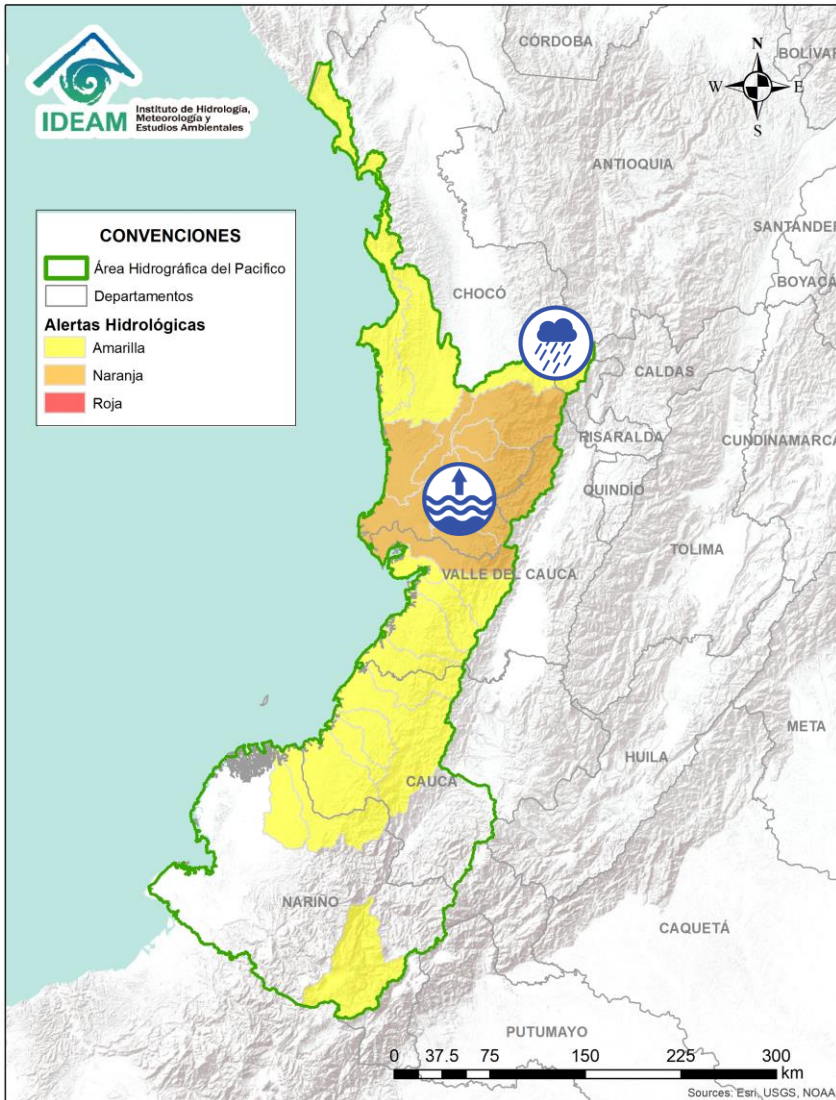 IDEAM
Instituto de Hidrología,
Meteorología y
Estudios Ambientales
CÓRDOBA
BOLÍVAR
N
W
E
S
ANTIOQUIA
SANTANDER
BOYACÁ
CONVENCIONES
Área Hidrográfica del Pacifico
Departamentos
Alertas Hidrológicas
Amarilla
Naranja
Roja
CHOCÓ
CALDAS
RISARALDA
CUNDINAMARCA
QUINDÍO
TOLIMA
VALLE DEL CAUCA
META
HUILA
CAUCA
NARIÑO
CAQUETÁ
PUTUMAYO
0 37.5 75 150 225 300
km
Sources: Esri, USGS, NOAA